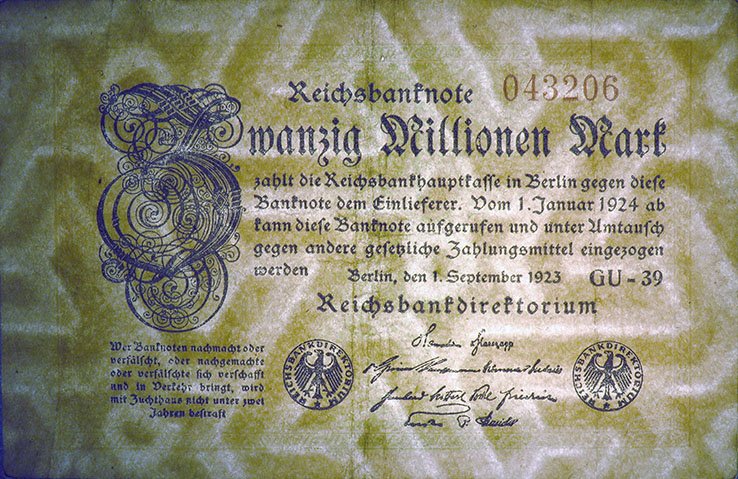 Reichsbanknote 043206
Zwanzig Millionen Mark
zahlt die Reichsbankhauptkasse in Berlin gegen diese
Banknote dem Einlieferer. Vom 1. Januar 1924 ab
kann diese Banknote aufgerufen und unter Umtausch
gegen andere gesetzliche Zahlungsmittel eingezogen
werden Berlin, den 1. September 1923 GU - 39
Reichsbankdirektorium
Wer Banknoten nachmacht oder
verfälscht, oder nachgemachte
oder verfälschte sich verschafft
und in Verkehr bringt, wird
mit Zuchthaus nicht unter zwei
Jahren bestraft
REICHSBANKDIREKTORIUM
REICHSBANKDIREKTORIUM